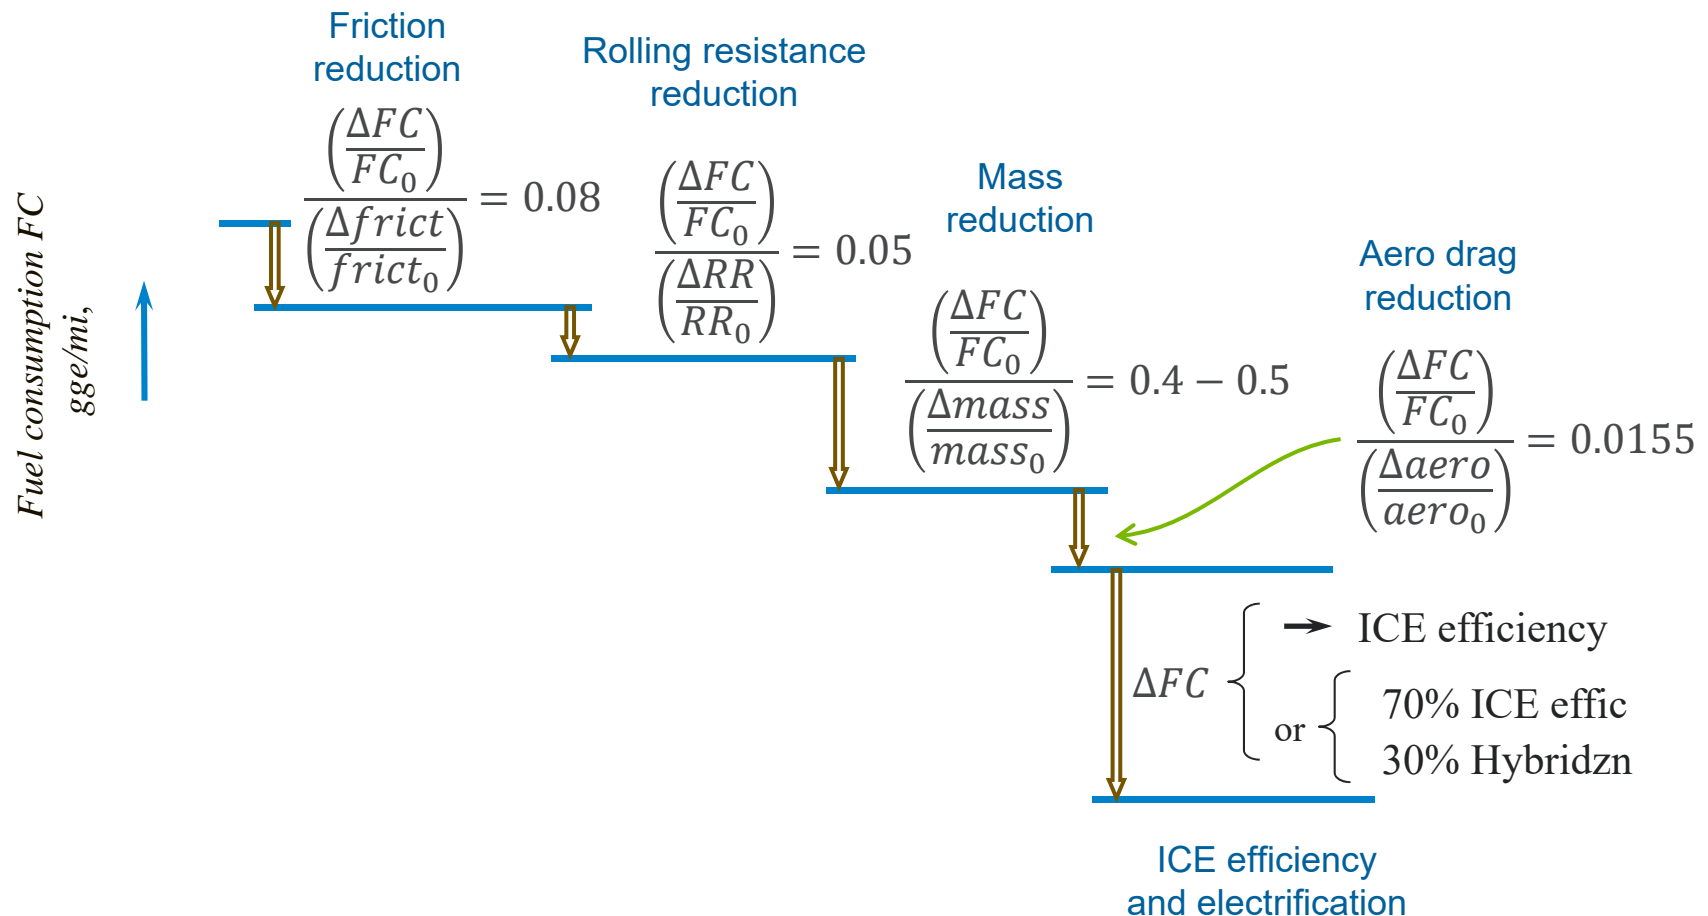 Friction
reduction
(ΔFC/FC₀)/(Δfrict/frict₀) = 0.08
Rolling resistance
reduction
(ΔFC/FC₀)/(ΔRR/RR₀) = 0.05
Mass
reduction
(ΔFC/FC₀)/(Δmass/mass₀) = 0.4 − 0.5
Aero drag
reduction
(ΔFC/FC₀)/(Δaero/aero₀) = 0.0155
Fuel consumption FC
gge/mi,
ΔFC
ICE efficiency
or
70% ICE effic
30% Hybridzn
ICE efficiency
and electrification